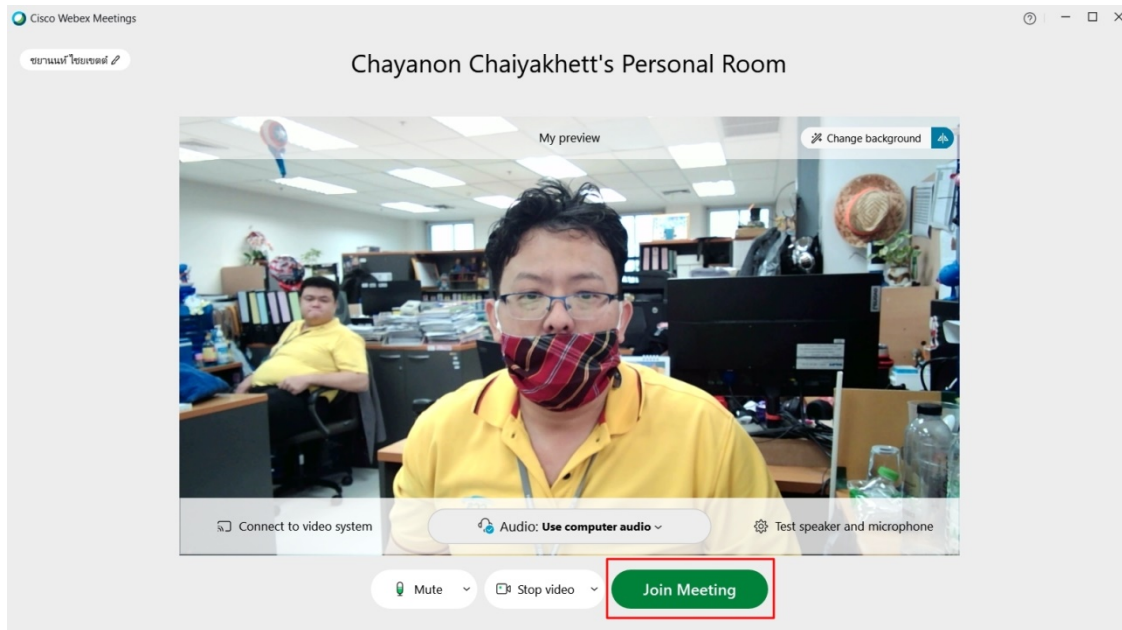 Cisco Webex Meetings
ชยานนท์ ไชยเขตต์
Chayanon Chaiyakhett's Personal Room
My preview
Change background
Connect to video system
Audio: Use computer audio
Test speaker and microphone
Mute
Stop video
Join Meeting